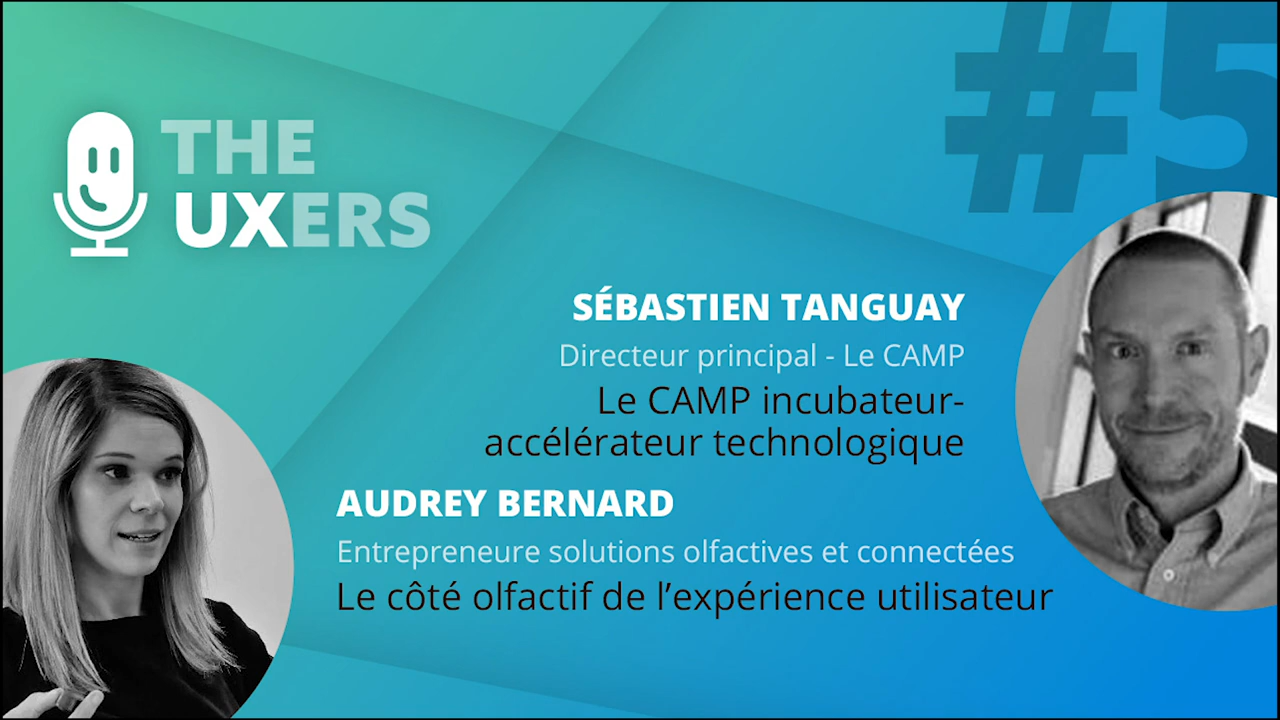 #5
THE
UXERS
SÉBASTIEN TANGUAY
Directeur principal - Le CAMP
Le CAMP incubateur-
accélérateur technologique
AUDREY BERNARD
Entrepreneure solutions olfactives et connectées
Le côté olfactif de l’expérience utilisateur